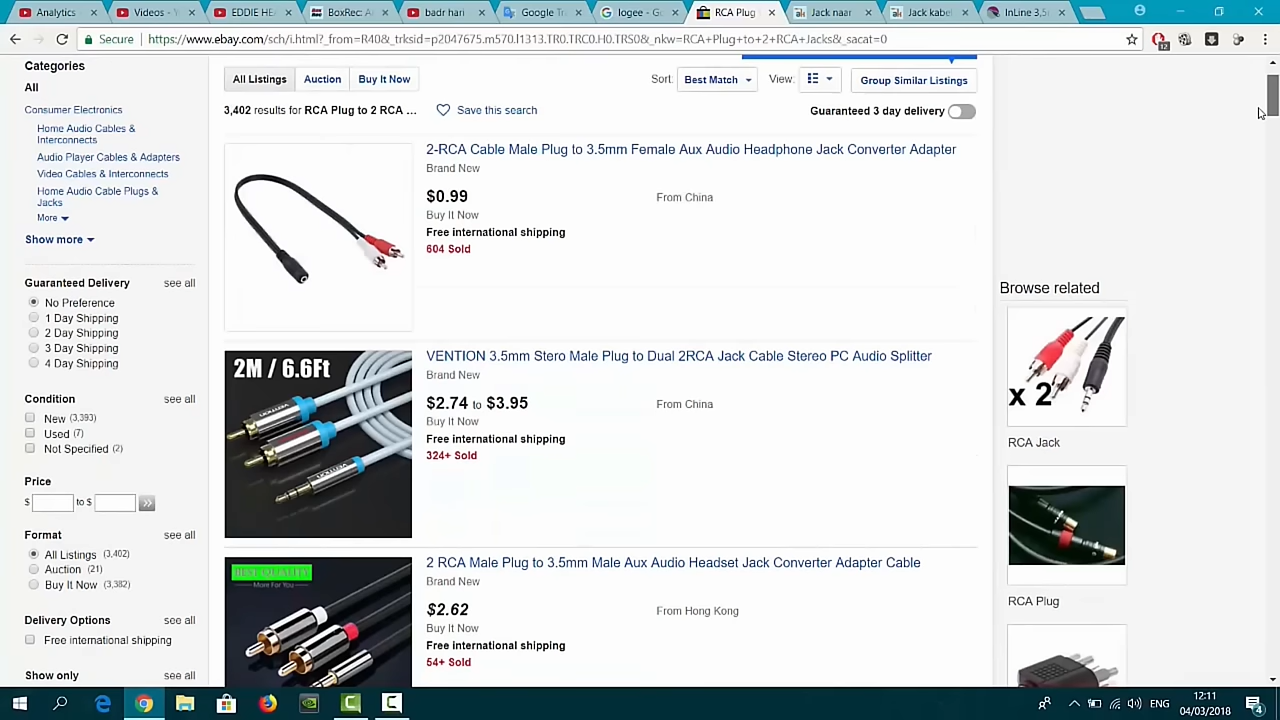 Analytics
Videos -
EDDIE HE
BoxRec: A
badr hari
Google Tra
logee - Go
RCA Plug
Jack naar
Jack kabel
InLine 3,5
Secure
https://www.ebay.com/sch/i.html?_from=R40&_trksid=p2047675.m570.l1313.TR0.TRC0.H0.TRS0&_nkw=RCA+Plug+to+2+RCA+Jacks&_sacat=0
12
Categories
All
Consumer Electronics
Home Audio Cables &
Interconnects
Audio Player Cables & Adapters
Video Cables & Interconnects
Home Audio Cable Plugs &
Jacks
More
Show more
Guaranteed Delivery see all
No Preference
1 Day Shipping
2 Day Shipping
3 Day Shipping
4 Day Shipping
Condition see all
New (3,393)
Used (7)
Not Specified (2)
Price
$ to $ »
Format see all
All Listings (3,402)
Auction (21)
Buy It Now (3,382)
Delivery Options see all
Free international shipping
Show only see all
All Listings Auction Buy It Now
Sort: Best Match View: Group Similar Listings
3,402 results for RCA Plug to 2 RCA ... Save this search
Guaranteed 3 day delivery
2-RCA Cable Male Plug to 3.5mm Female Aux Audio Headphone Jack Converter Adapter
Brand New
$0.99 From China
Buy It Now
Free international shipping
604 Sold
2M / 6.6Ft
VENTION
VENTION 3.5mm Stero Male Plug to Dual 2RCA Jack Cable Stereo PC Audio Splitter
Brand New
$2.74 to $3.95 From China
Buy It Now
Free international shipping
324+ Sold
BEST QUALITY
More For You
2 RCA Male Plug to 3.5mm Male Aux Audio Headset Jack Converter Adapter Cable
Brand New
$2.62 From Hong Kong
Buy It Now
Free international shipping
54+ Sold
Browse related
x 2
RCA Jack
RCA Plug
ENG
12:11
04/03/2018
4